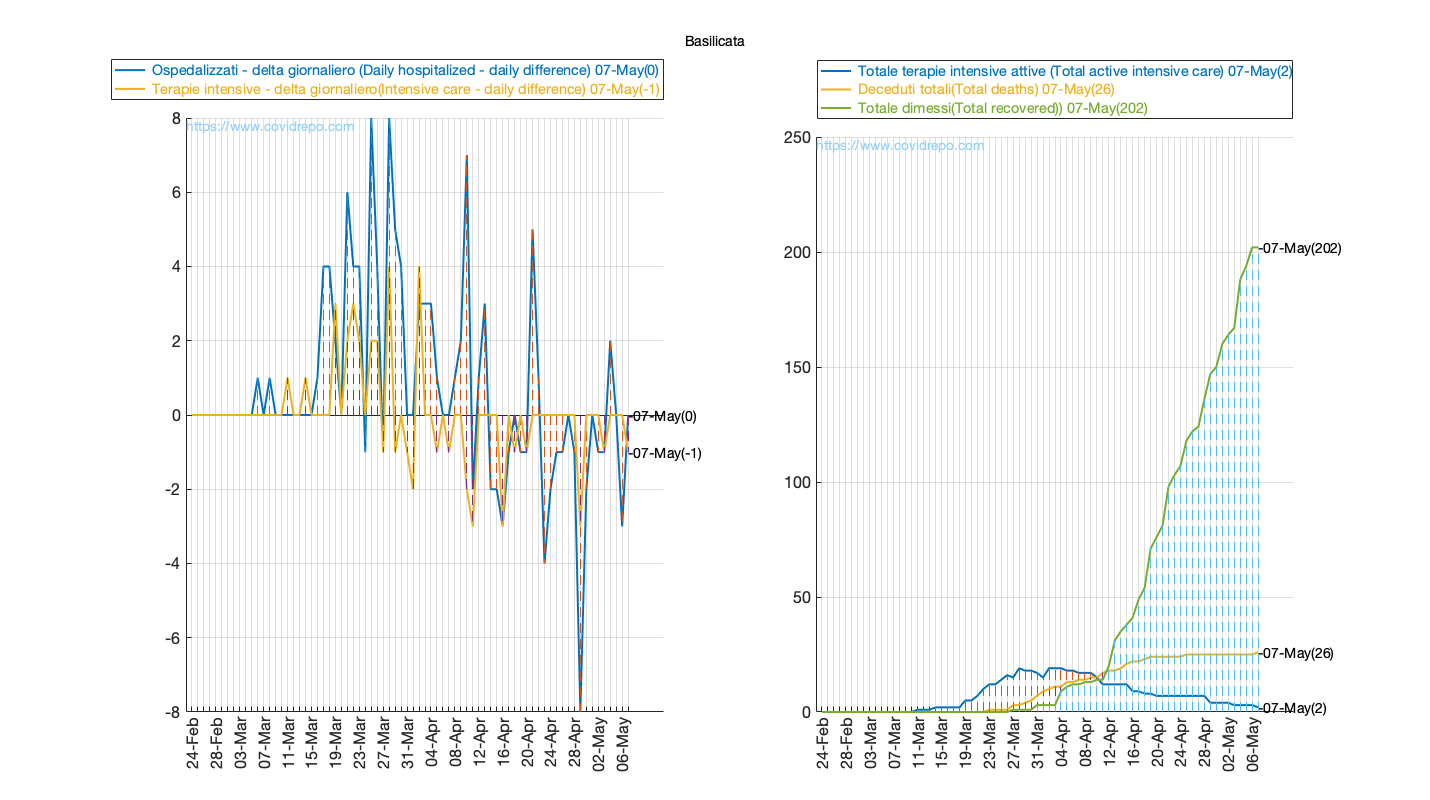 Basilicata
Ospedalizzati - delta giornaliero (Daily hospitalized - daily difference) 07-May(0)
Terapie intensive - delta giornaliero(Intensive care - daily difference) 07-May(-1)
https://www.covidrepo.com
8
6
4
2
0
-2
-4
-6
-8
-07-May(0)
-07-May(-1)
24-Feb
28-Feb
03-Mar
07-Mar
11-Mar
15-Mar
19-Mar
23-Mar
27-Mar
31-Mar
04-Apr
08-Apr
12-Apr
16-Apr
20-Apr
24-Apr
28-Apr
02-May
06-May
Totale terapie intensive attive (Total active intensive care) 07-May(2)
Deceduti totali(Total deaths) 07-May(26)
Totale dimessi(Total recovered)) 07-May(202)
https://www.covidrepo.com
250
200
150
100
50
0
-07-May(202)
-07-May(26)
-07-May(2)
24-Feb
28-Feb
03-Mar
07-Mar
11-Mar
15-Mar
19-Mar
23-Mar
27-Mar
31-Mar
04-Apr
08-Apr
12-Apr
16-Apr
20-Apr
24-Apr
28-Apr
02-May
06-May